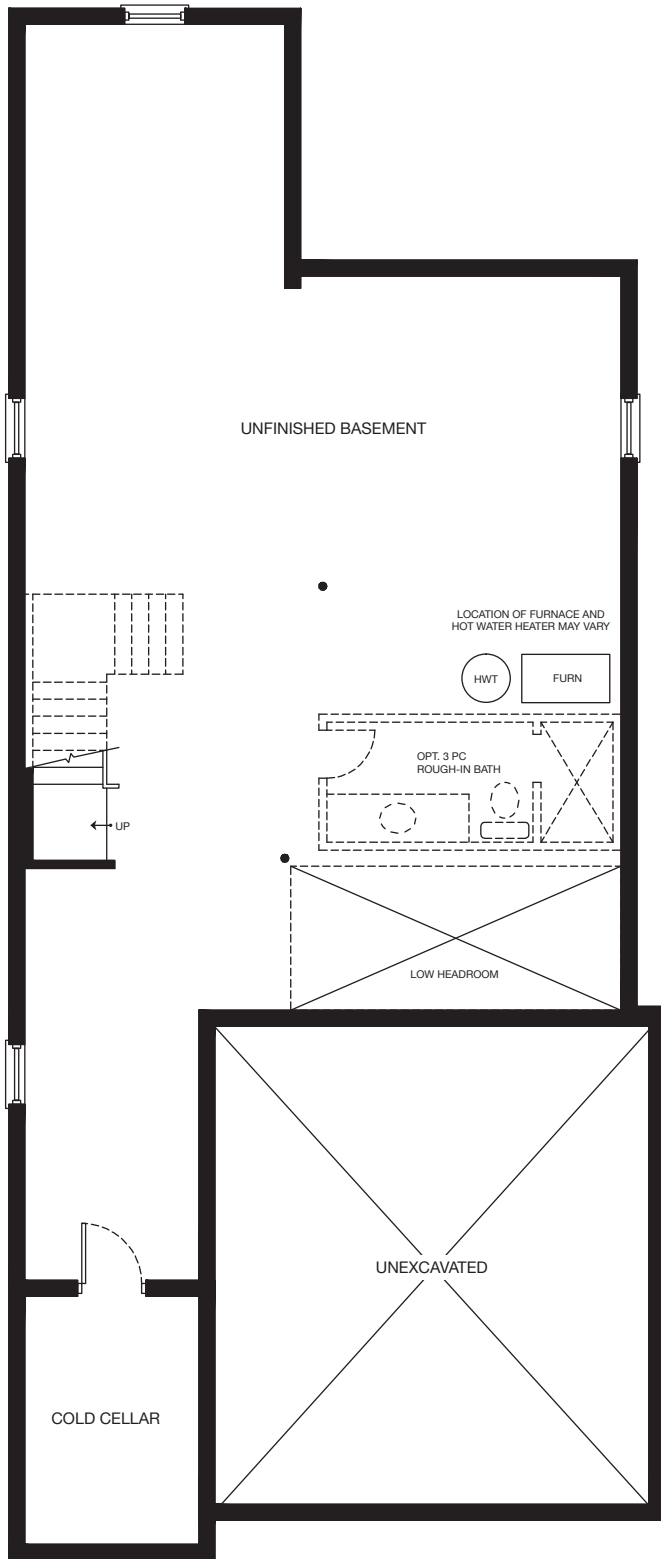 UNFINISHED BASEMENT
LOCATION OF FURNACE AND
HOT WATER HEATER MAY VARY
HWT
FURN
OPT. 3 PC
ROUGH-IN BATH
UP
LOW HEADROOM
UNEXCAVATED
COLD CELLAR